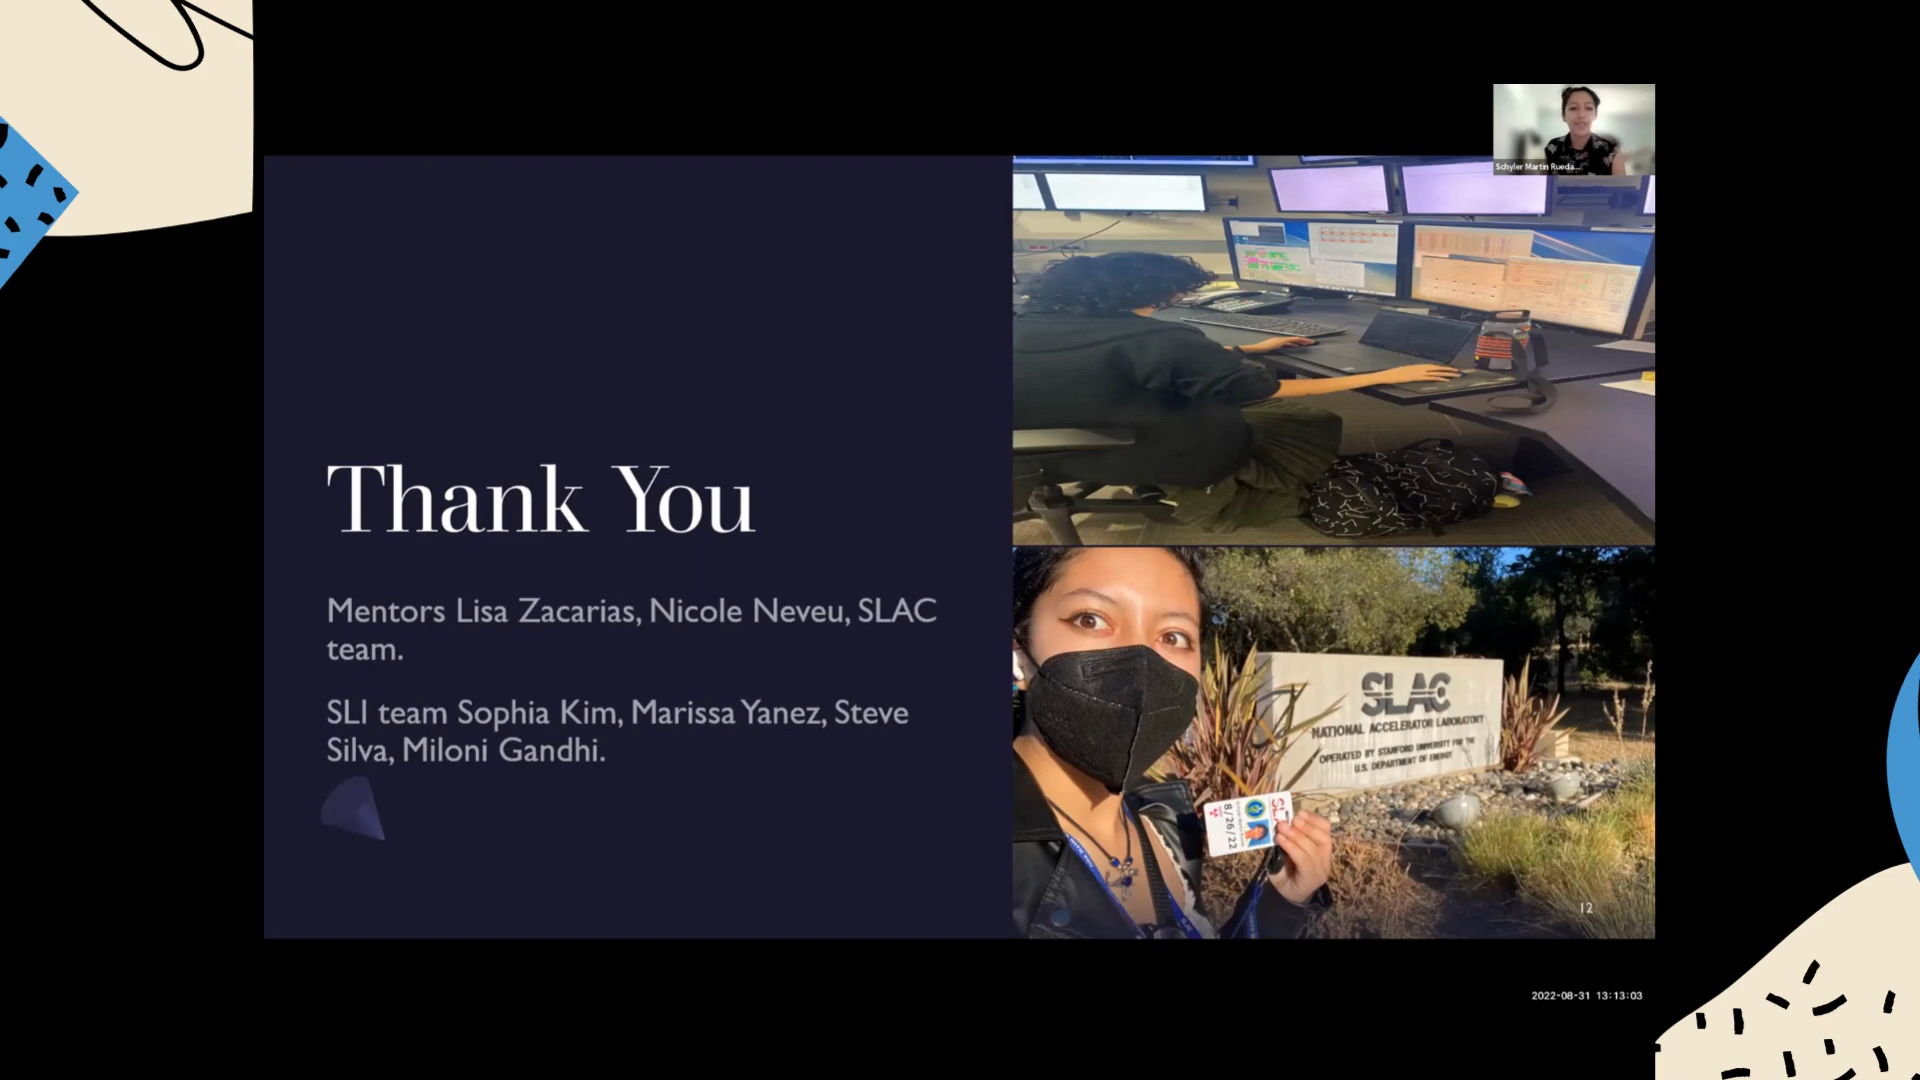 Schyler Martin Rueda...
Thank You
Mentors Lisa Zacarias, Nicole Neveu, SLAC
team.
SLI team Sophia Kim, Marissa Yanez, Steve
Silva, Miloni Gandhi.
SLAC
NATIONAL ACCELERATOR LABORATORY
OPERATED BY STANFORD UNIVERSITY FOR THE
U.S. DEPARTMENT OF ENERGY
8/26/22
12
2022-08-31 13:13:03